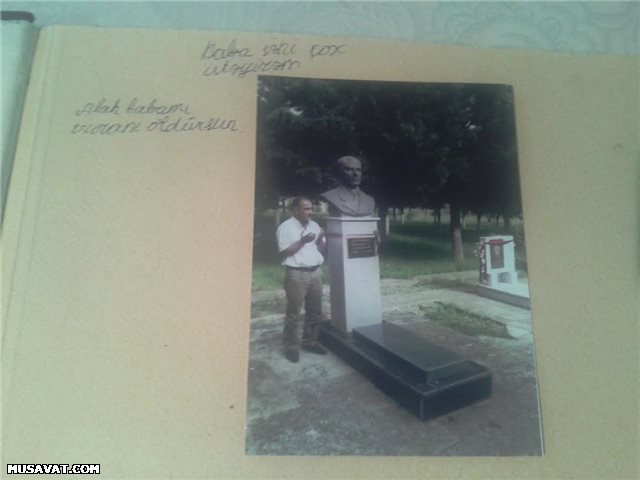 Baba səni çox
istəyirəm
Alah babamı
vuranı öldürsün.
MUSAVAT.COM